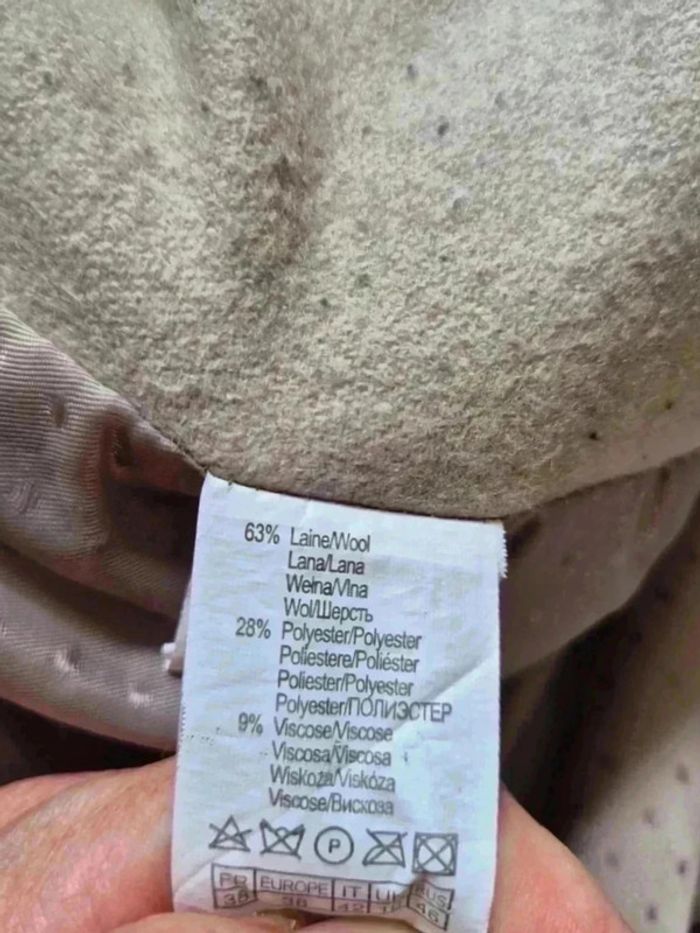 63% Laine/Wool
Lana/Lana
Wełna/Vlna
Wol/Шерсть
28% Polyester/Polyester
Poliestere/Poliéster
Poliester/Polyester
Polyester/ПОЛИЭСТЕР
9% Viscose/Viscose
Viscosa/Viscosa
Wiskoza/Viskóza
Viscose/Вискоза
P
FR EUROPE IT UK RUS
38 36 42 46